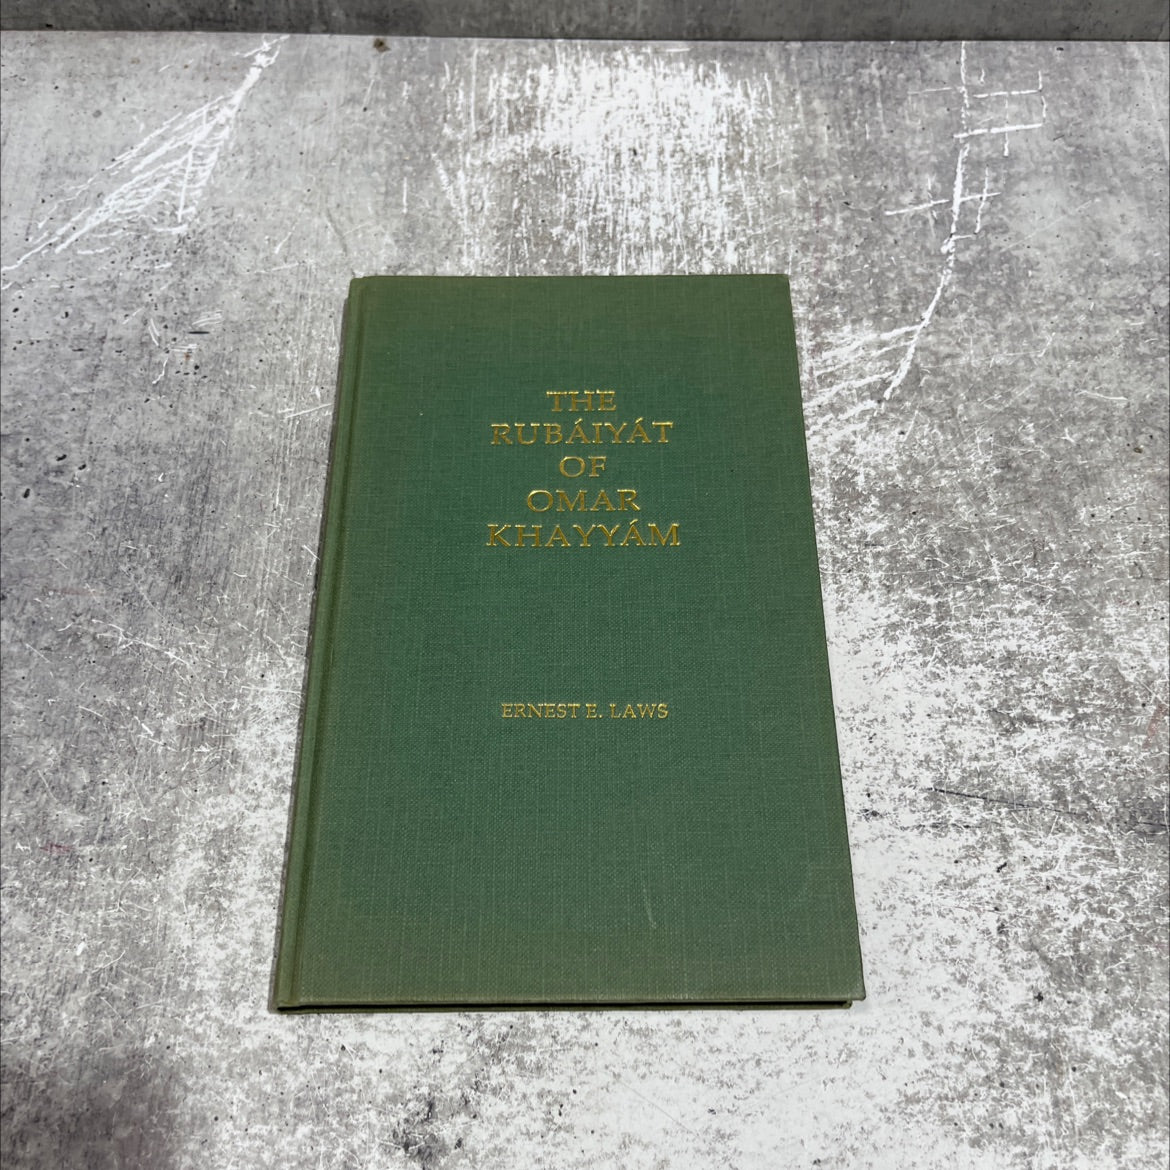 THE
RUBÁIYÁT
OF
OMAR
KHAYYÁM
ERNEST E. LAWS